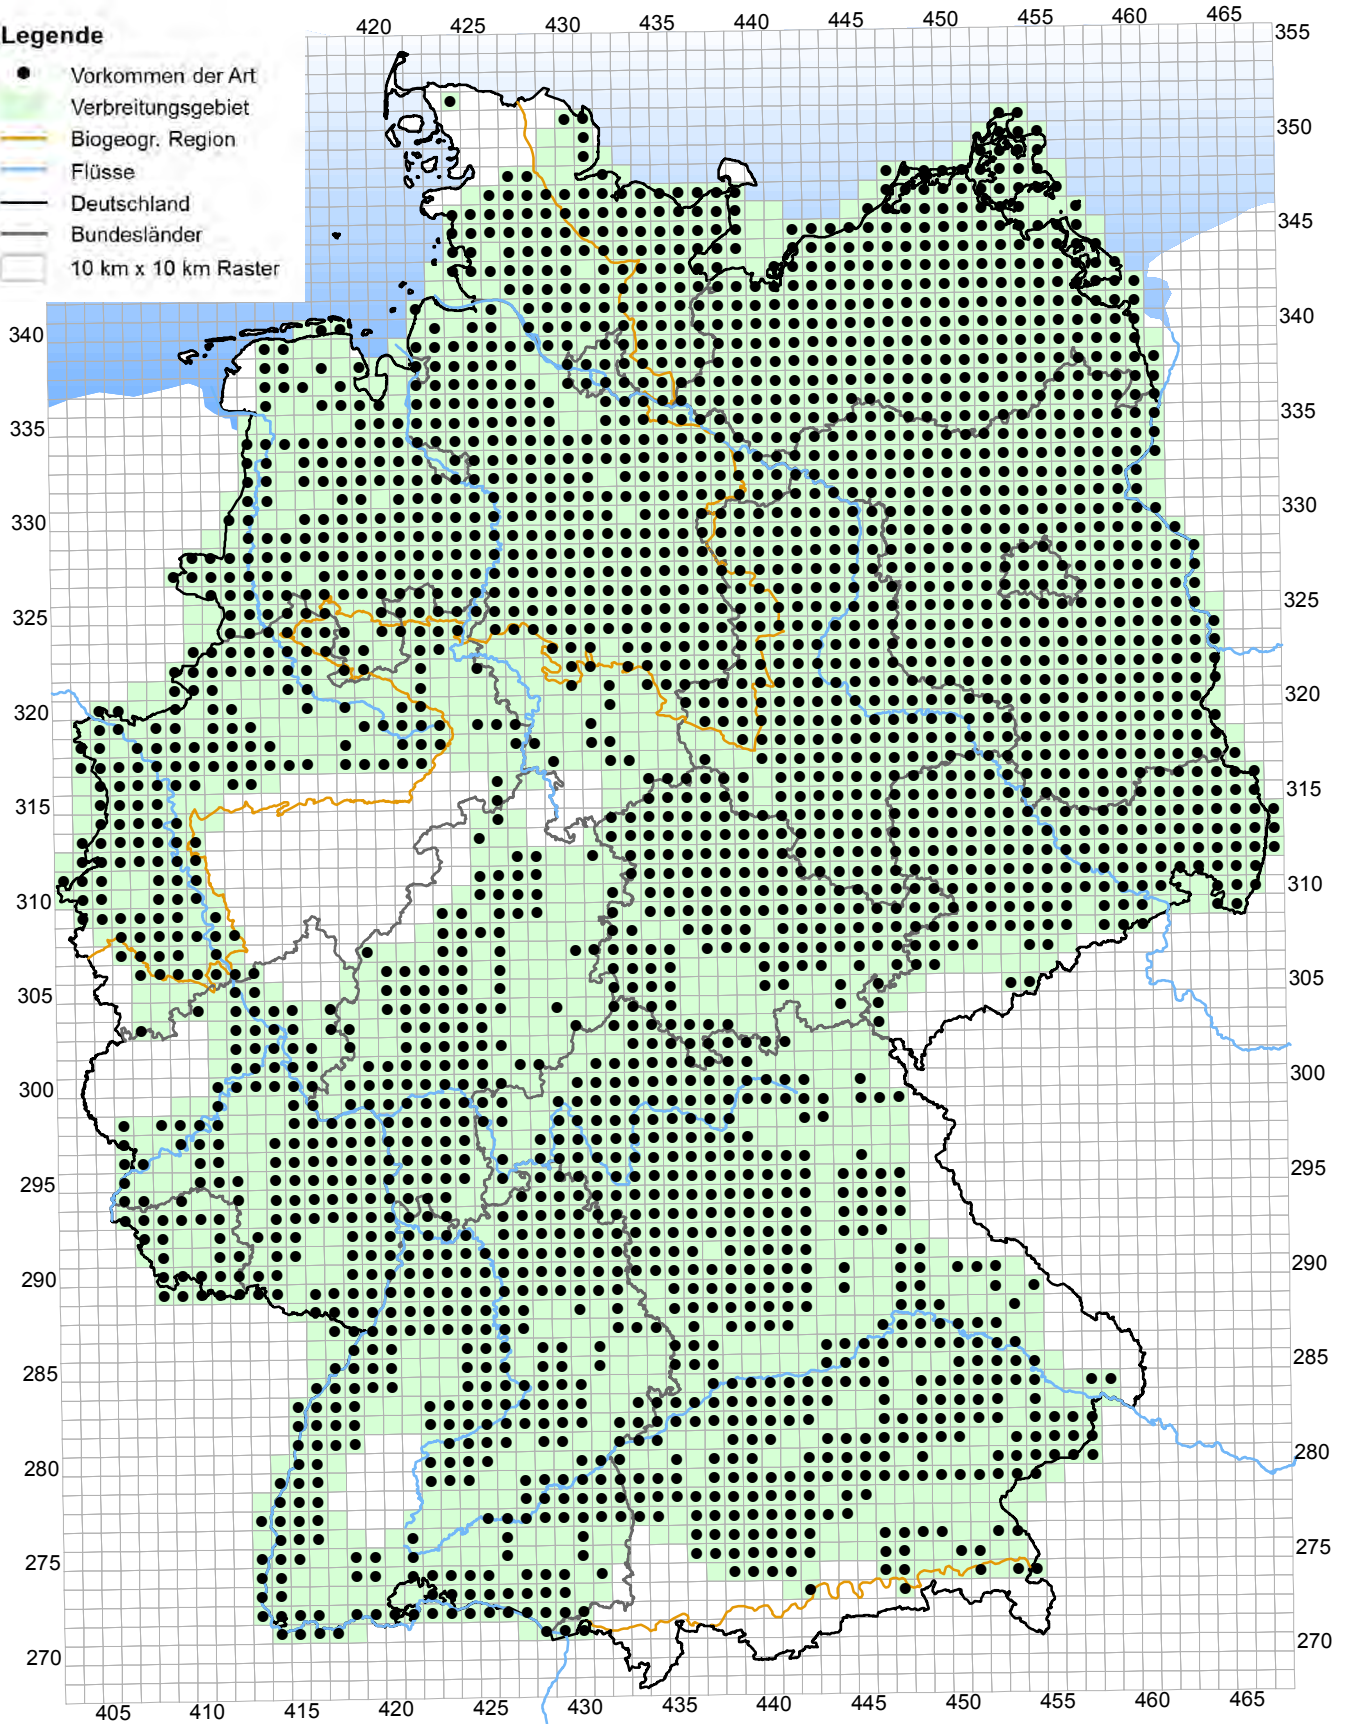 Legende
Vorkommen der Art
Verbreitungsgebiet
Biogeogr. Region
Flüsse
Deutschland
Bundesländer
10 km x 10 km Raster
420 425 430 435 440 445 450 455 460 465
355
350
345
340 340
335 335
330 330
325 325
320 320
315 315
310 310
305 305
300 300
295 295
290 290
285 285
280 280
275 275
270 270
405 410 415 420 425 430 435 440 445 450 455 460 465